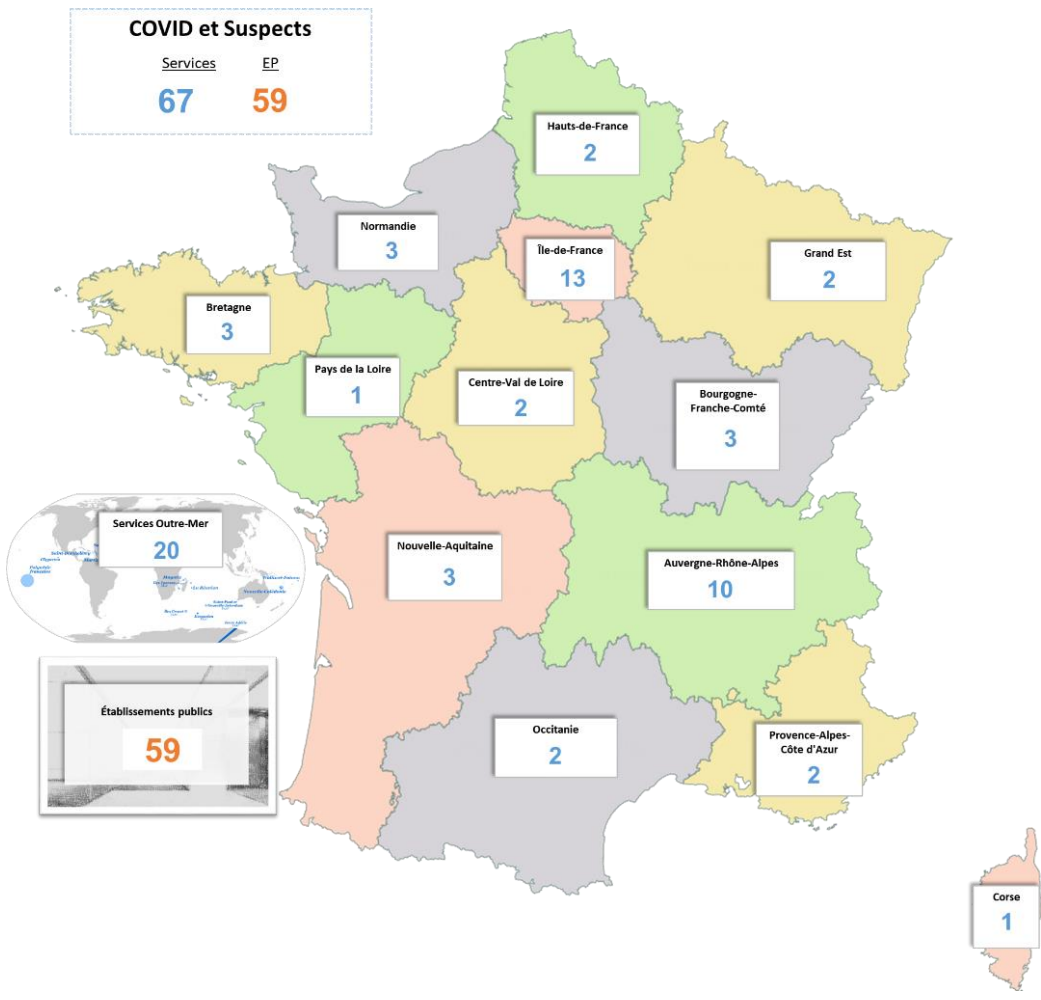 COVID et Suspects
Services EP
67 59
Hauts-de-France
2
Normandie
3
Île-de-France
13
Grand Est
2
Bretagne
3
Pays de la Loire
1
Centre-Val de Loire
2
Bourgogne-
Franche-Comté
3
Services Outre-Mer
20
Nouvelle-Aquitaine
3
Auvergne-Rhône-Alpes
10
Établissements publics
59
Occitanie
2
Provence-Alpes-
Côte d'Azur
2
Corse
1